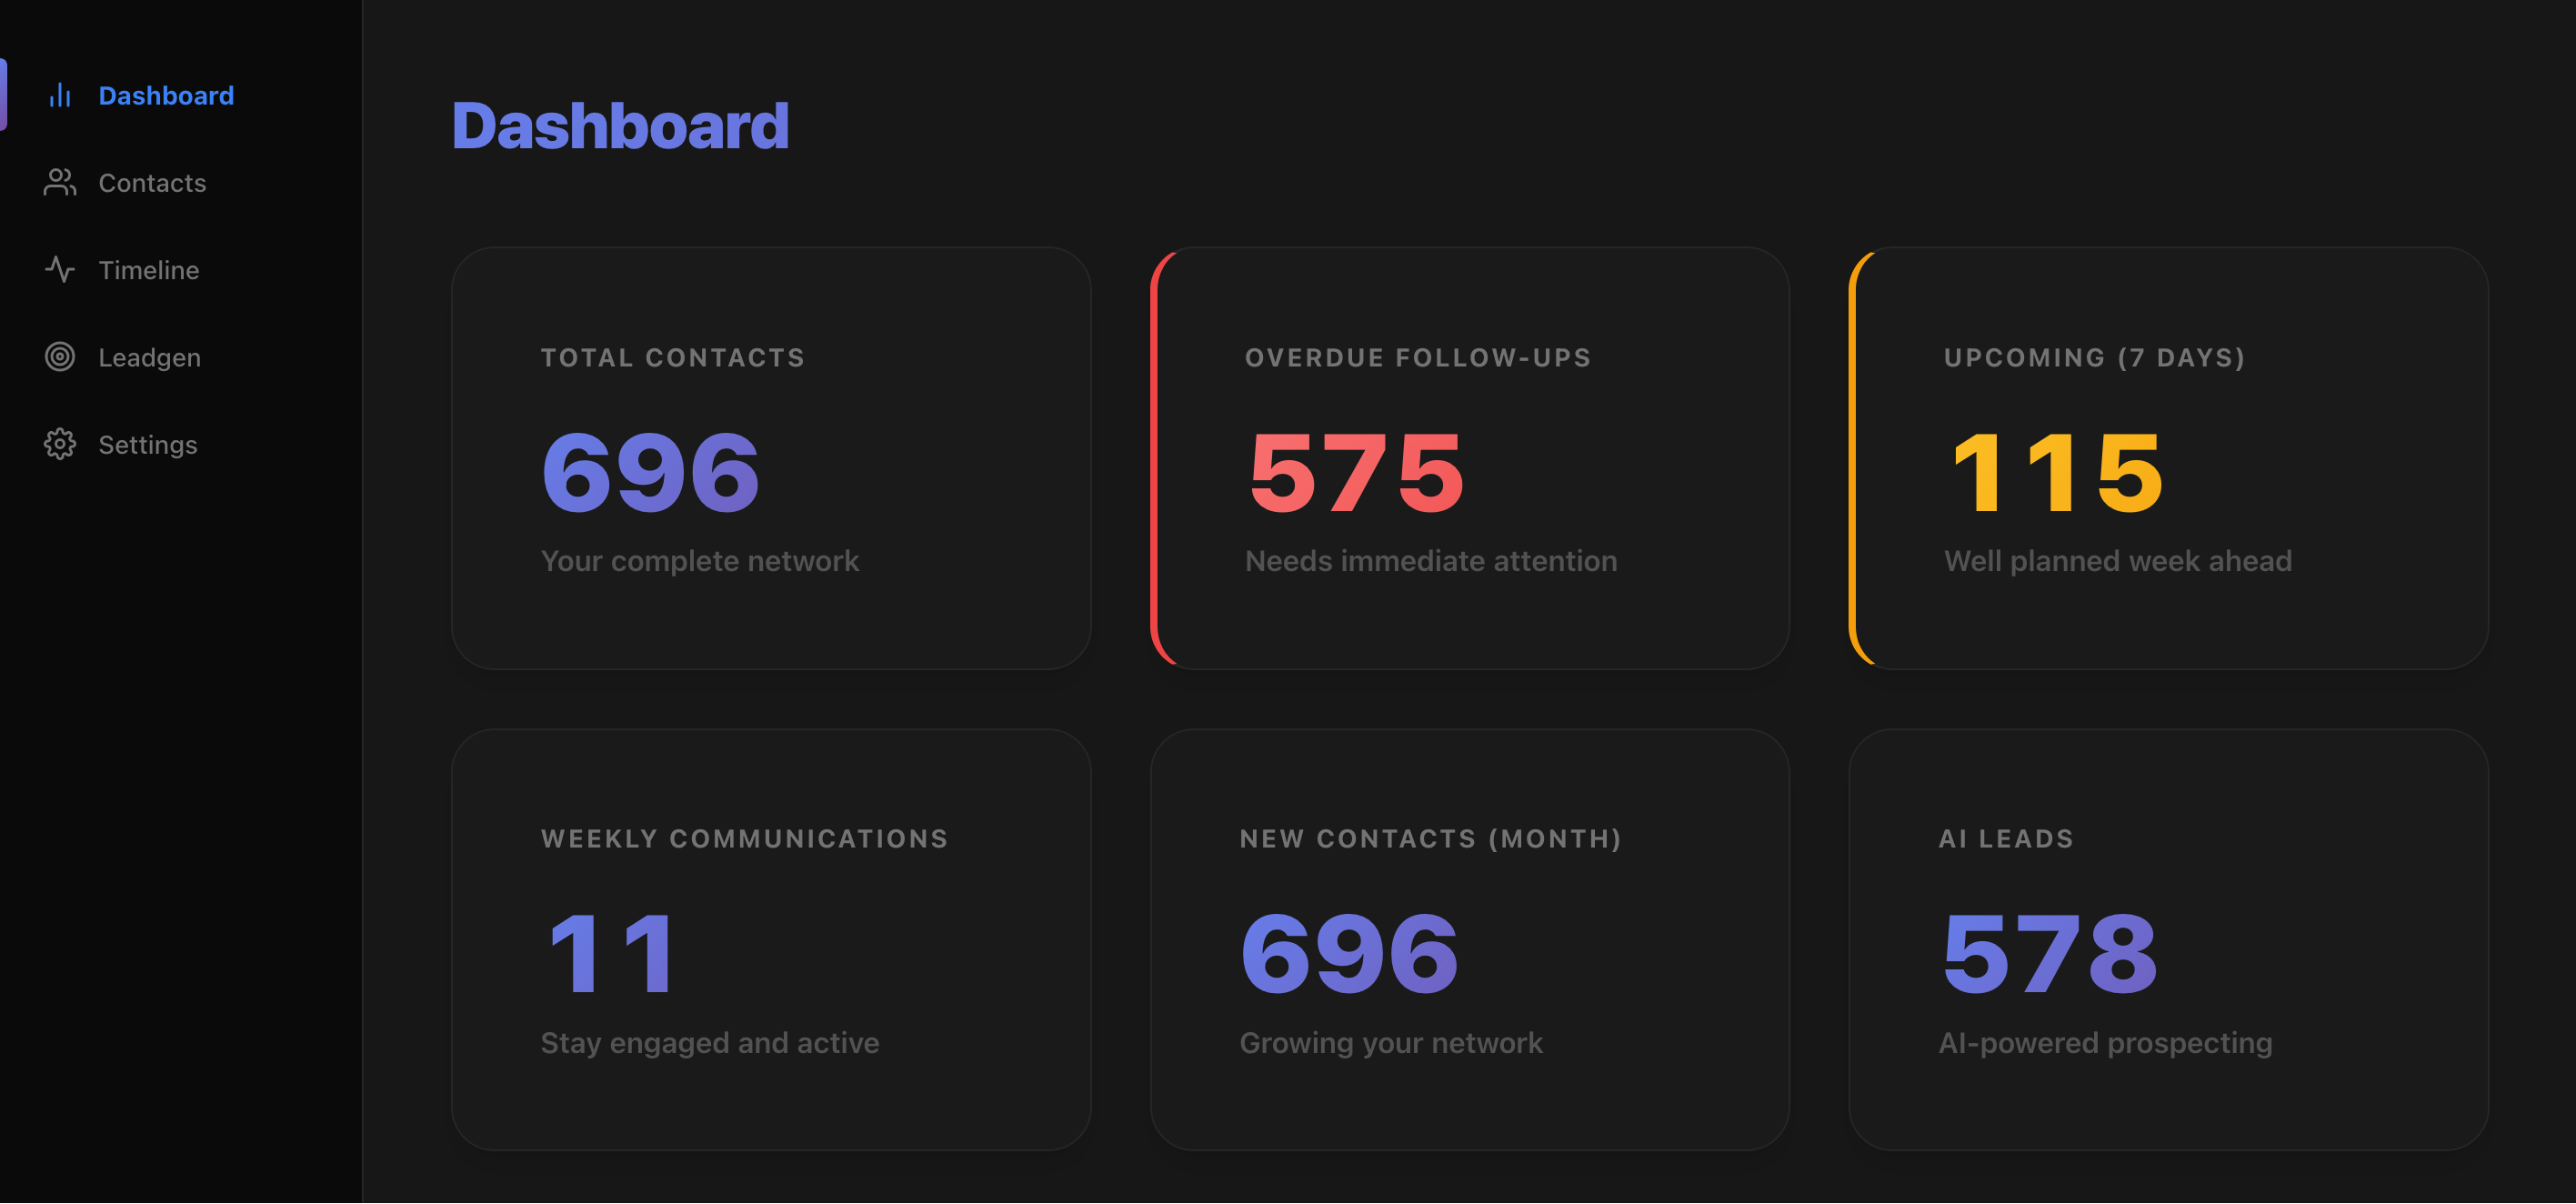 Dashboard
Contacts
Timeline
Leadgen
Settings
Dashboard
TOTAL CONTACTS
696
Your complete network
OVERDUE FOLLOW-UPS
575
Needs immediate attention
UPCOMING (7 DAYS)
115
Well planned week ahead
WEEKLY COMMUNICATIONS
11
Stay engaged and active
NEW CONTACTS (MONTH)
696
Growing your network
AI LEADS
578
AI-powered prospecting